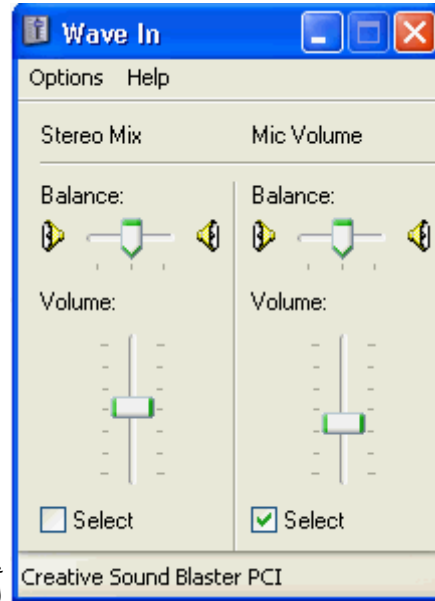 Wave In
Options Help
Stereo Mix Mic Volume
Balance: Balance:
Volume: Volume:
Select Select
Creative Sound Blaster PCI